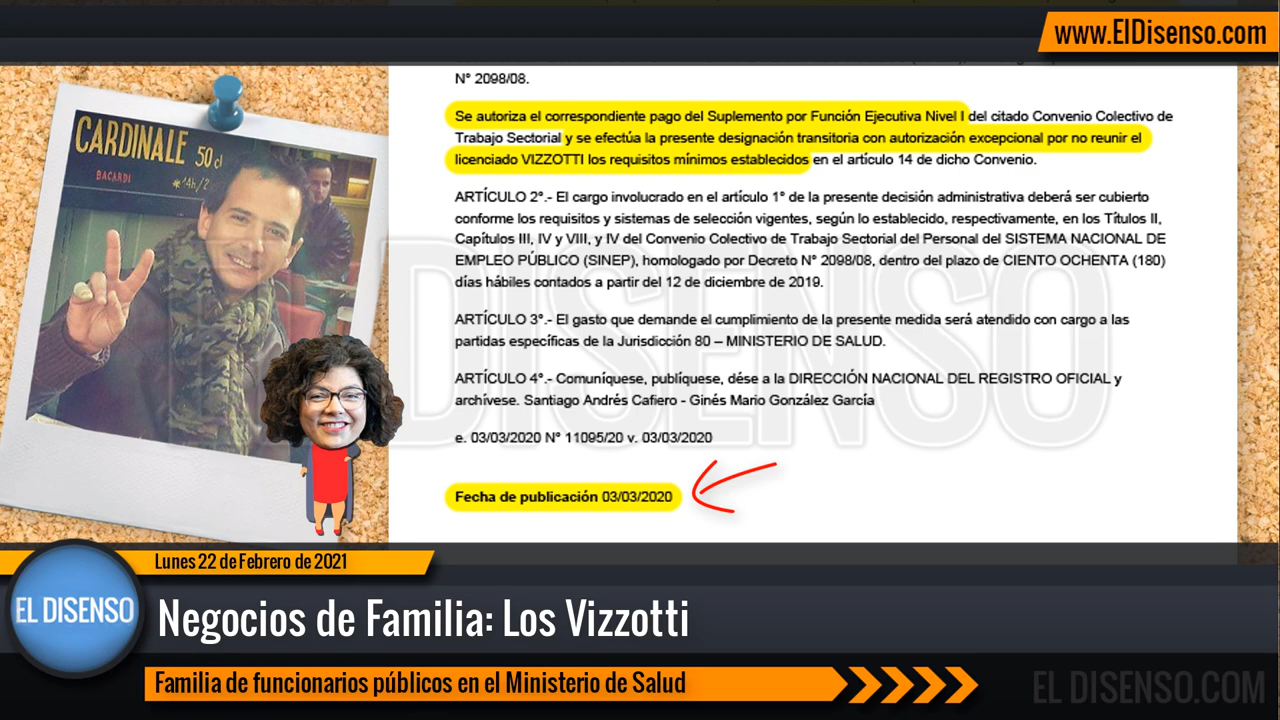 www.ElDisenso.com
N° 2098/08.
CARDINALE 50 cl
BACARDI
Se autoriza el correspondiente pago del Suplemento por Función Ejecutiva Nivel I del citado Convenio Colectivo de
Trabajo Sectorial y se efectúa la presente designación transitoria con autorización excepcional por no reunir el
licenciado VIZZOTTI los requisitos mínimos establecidos en el artículo 14 de dicho Convenio.
ARTÍCULO 2°.- El cargo involucrado en el artículo 1° de la presente decisión administrativa deberá ser cubierto
conforme los requisitos y sistemas de selección vigentes, según lo establecido, respectivamente, en los Títulos II,
Capítulos III, IV y VIII, y IV del Convenio Colectivo de Trabajo Sectorial del Personal del SISTEMA NACIONAL DE
EMPLEO PÚBLICO (SINEP), homologado por Decreto N° 2098/08, dentro del plazo de CIENTO OCHENTA (180)
días hábiles contados a partir del 12 de diciembre de 2019.
ARTÍCULO 3°.- El gasto que demande el cumplimiento de la presente medida será atendido con cargo a las
partidas específicas de la Jurisdicción 80 – MINISTERIO DE SALUD.
ARTÍCULO 4°.- Comuníquese, publíquese, dése a la DIRECCIÓN NACIONAL DEL REGISTRO OFICIAL y
archívese. Santiago Andrés Cafiero - Ginés Mario González García
e. 03/03/2020 N° 11095/20 v. 03/03/2020
Fecha de publicación 03/03/2020
EL DISENSO
Lunes 22 de Febrero de 2021
EL DISENSO
Negocios de Familia: Los Vizzotti
Familia de funcionarios públicos en el Ministerio de Salud
EL DISENSO.COM